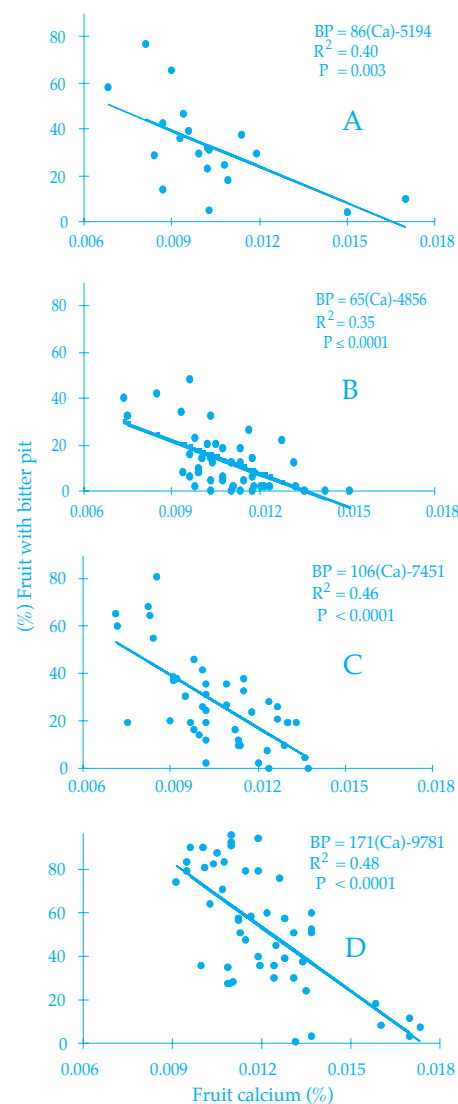 BP = 86(Ca)-5194
R2 = 0.40
P = 0.003
A
80
60
40
20
0
0.006 0.009 0.012 0.015 0.018
BP = 65(Ca)-4856
R2 = 0.35
P ≤ 0.0001
B
80
60
40
20
0
0.006 0.009 0.012 0.015 0.018
(%) Fruit with bitter pit
BP = 106(Ca)-7451
R2 = 0.46
P < 0.0001
C
80
60
40
20
0
0.006 0.009 0.012 0.015 0.018
BP = 171(Ca)-9781
R2 = 0.48
P < 0.0001
D
80
60
40
20
0
0.006 0.009 0.012 0.015 0.018
Fruit calcium (%)